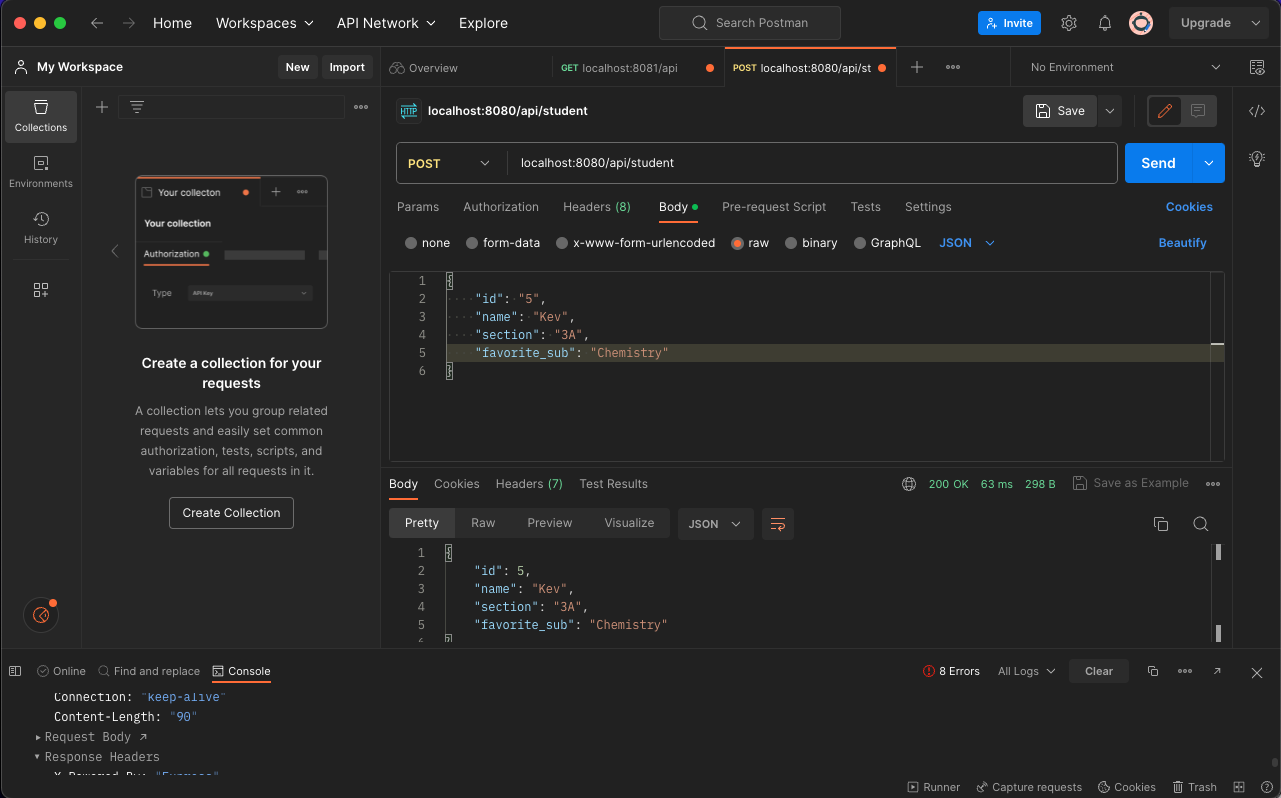 Home Workspaces API Network Explore Search Postman Invite Upgrade
My Workspace New Import Overview GET localhost:8081/api POST localhost:8080/api/st No Environment
Collections
Environments
History
Your collecton
Your collection
Authorization
Type API Key
Create a collection for your
requests
A collection lets you group related
requests and easily set common
authorization, tests, scripts, and
variables for all requests in it.
Create Collection
HTTP localhost:8080/api/student Save
POST localhost:8080/api/student Send
Params Authorization Headers (8) Body Pre-request Script Tests Settings Cookies
none form-data x-www-form-urlencoded raw binary GraphQL JSON Beautify
1 {
2 "id": "5",
3 "name": "Kev",
4 "section": "3A",
5 "favorite_sub": "Chemistry"
6 }
Body Cookies Headers (7) Test Results 200 OK 63 ms 298 B Save as Example
Pretty Raw Preview Visualize JSON
1 {
2 "id": 5,
3 "name": "Kev",
4 "section": "3A",
5 "favorite_sub": "Chemistry"
6 }
Online Find and replace Console 8 Errors All Logs Clear
Connection: "keep-alive"
Content-Length: "90"
Request Body
Response Headers
X-Powered-By: "Express"
Runner Capture requests Cookies Trash